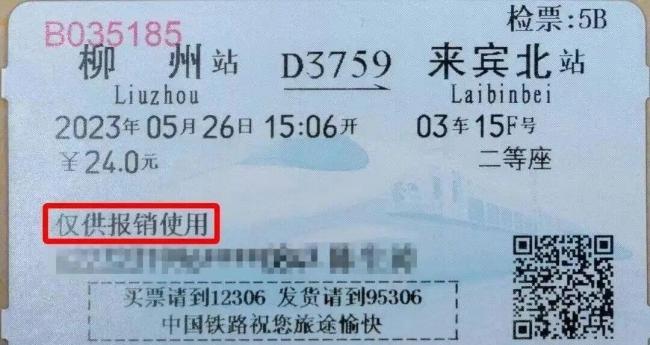 B035185 检票:5B
柳州站 D3759 来宾北站
Liuzhou Laibinbei
2023年05月26日15:06开 03车15F号
￥24.0元 二等座
仅供报销使用
买票请到12306 发货请到95306
中国铁路祝您旅途愉快